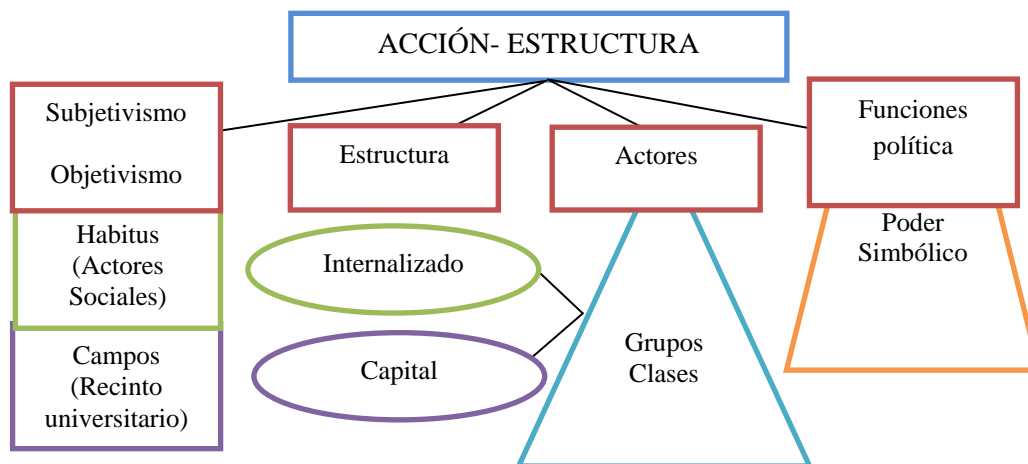 ACCIÓN- ESTRUCTURA
Subjetivismo
Objetivismo
Estructura
Actores
Funciones
política
Habitus
(Actores
Sociales)
Internalizado
Poder
Simbólico
Campos
(Recinto
universitario)
Capital
Grupos
Clases